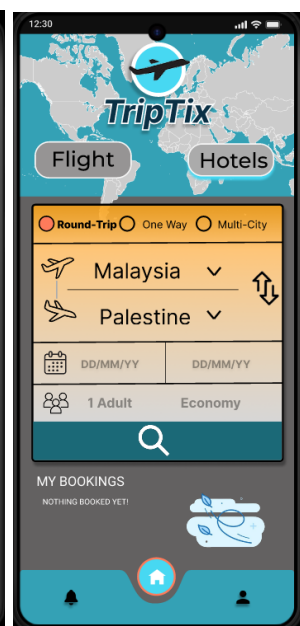 12:30
TripTix
Flight
Hotels
Round-Trip One Way Multi-City
Malaysia
Palestine
DD/MM/YY DD/MM/YY
1 Adult Economy
MY BOOKINGS
NOTHING BOOKED YET!